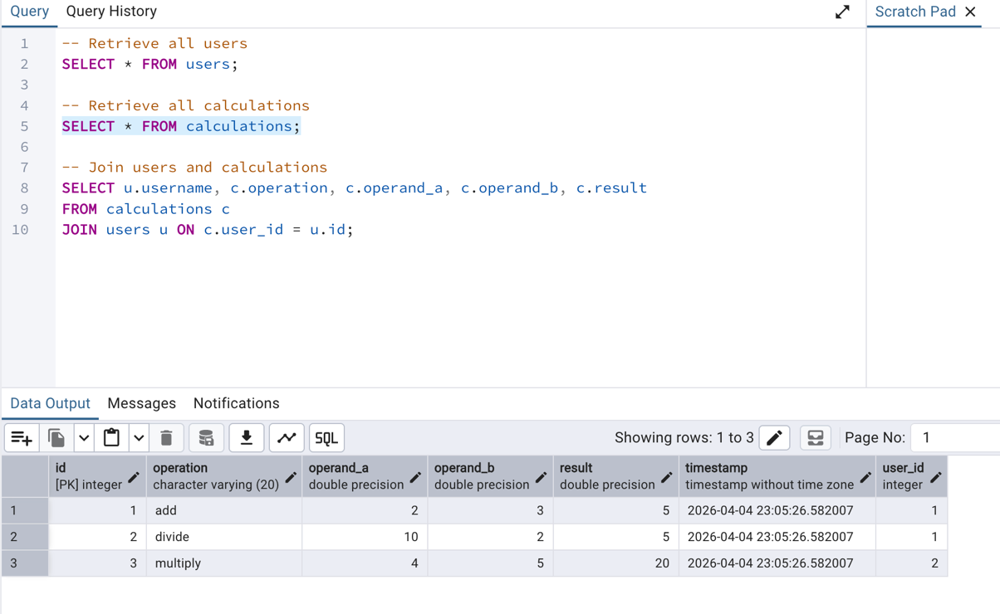 Query Query History Scratch Pad
1 -- Retrieve all users
2 SELECT * FROM users;
3
4 -- Retrieve all calculations
5 SELECT * FROM calculations;
6
7 -- Join users and calculations
8 SELECT u.username, c.operation, c.operand_a, c.operand_b, c.result
9 FROM calculations c
10 JOIN users u ON c.user_id = u.id;
Data Output Messages Notifications
SQL Showing rows: 1 to 3 Page No: 1
id operation operand_a operand_b result timestamp user_id
[PK] integer character varying (20) double precision double precision double precision timestamp without time zone integer
1 1 add 2 3 5 2026-04-04 23:05:26.582007 1
2 2 divide 10 2 5 2026-04-04 23:05:26.582007 1
3 3 multiply 4 5 20 2026-04-04 23:05:26.582007 2